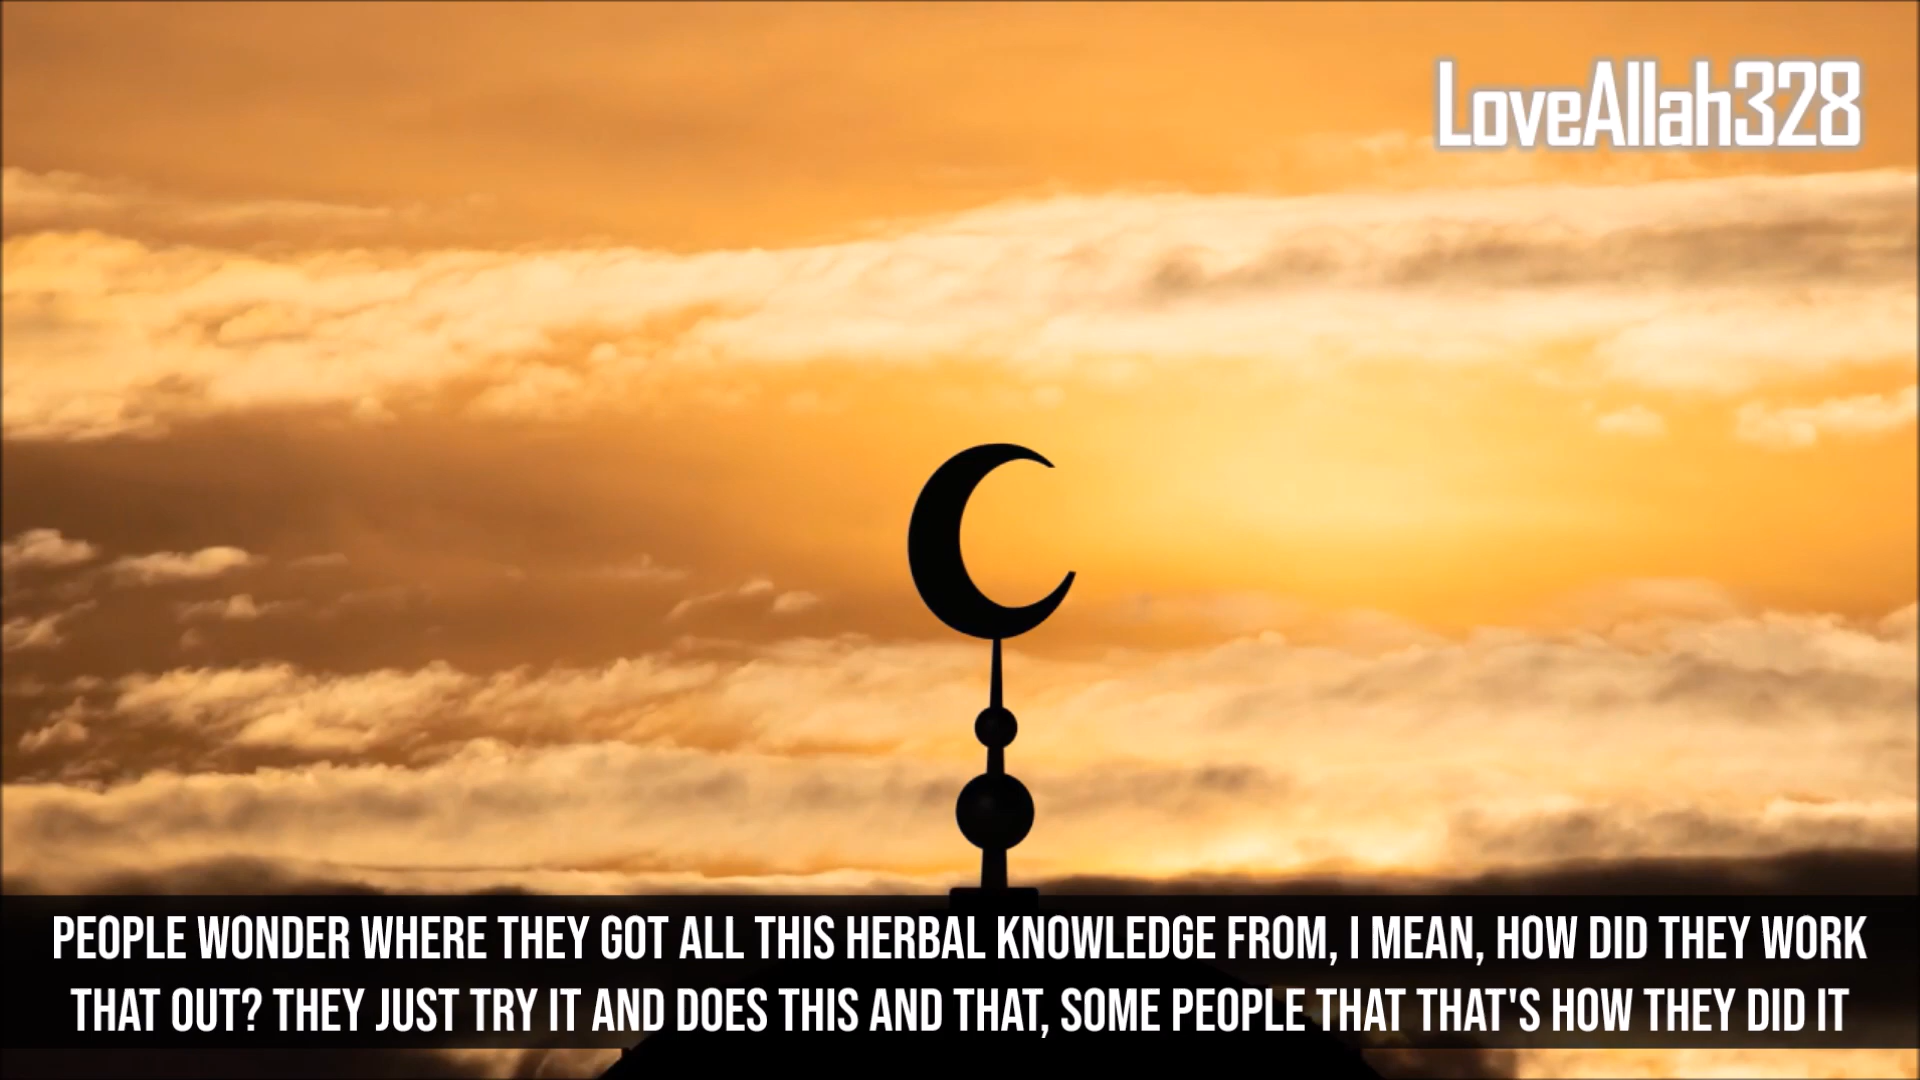 LoveAllah328
PEOPLE WONDER WHERE THEY GOT ALL THIS HERBAL KNOWLEDGE FROM, I MEAN, HOW DID THEY WORK
THAT OUT? THEY JUST TRY IT AND DOES THIS AND THAT, SOME PEOPLE THAT THAT'S HOW THEY DID IT